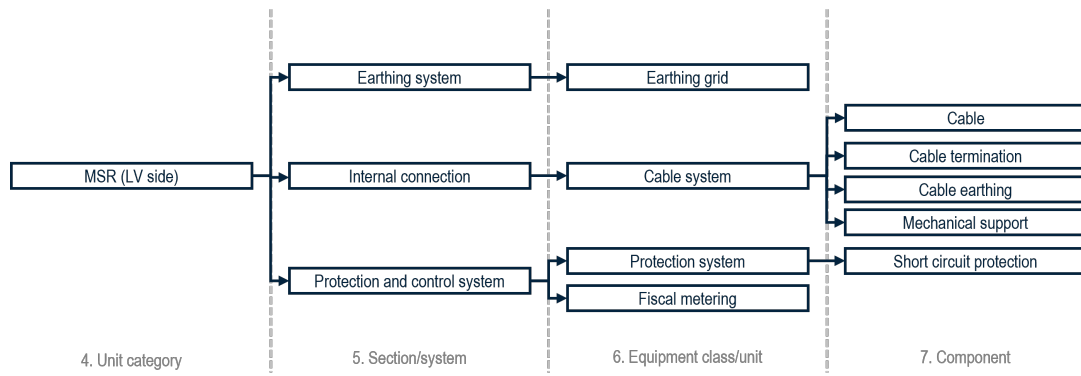 Earthing system
Earthing grid
Cable
Cable termination
MSR (LV side)
Internal connection
Cable system
Cable earthing
Mechanical support
Protection system
Short circuit protection
Protection and control system
Fiscal metering
4. Unit category
5. Section/system
6. Equipment class/unit
7. Component